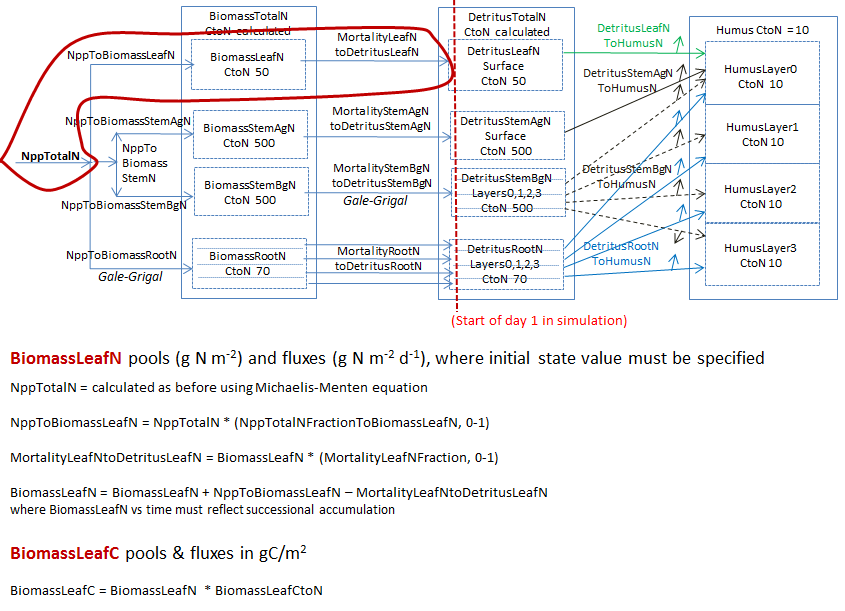 BiomassTotalN
CtoN calculated
NppToBiomassLeafN
BiomassLeafN
CtoN 50
MortalityLeafN
toDetritusLeafN
DetritusTotalN
CtoN calculated
DetritusLeafN
Surface
CtoN 50
DetritusLeafN
ToHumusN
Humus CtoN = 10
HumusLayer0
CtoN 10
NppToBiomassStemAgN
BiomassStemAgN
CtoN 500
MortalityStemAgN
toDetritusStemAgN
DetritusStemAgN
Surface
CtoN 500
DetritusStemAgN
ToHumusN
HumusLayer1
CtoN 10
NppTotalN
NppTo
Biomass
StemN
NppToBiomassStemBgN
BiomassStemBgN
CtoN 500
MortalityStemBgN
toDetritusStemBgN
Gale-Grigal
DetritusStemBgN
Layers0,1,2,3
CtoN 500
DetritusStemBgN
ToHumusN
HumusLayer2
CtoN 10
NppToBiomassRootN
Gale-Grigal
BiomassRootN
CtoN 70
MortalityRootN
toDetritusRootN
DetritusRootN
Layers0,1,2,3
CtoN 70
DetritusRootN
ToHumusN
HumusLayer3
CtoN 10
(Start of day 1 in simulation)
BiomassLeafN pools (g N m-2) and fluxes (g N m-2 d-1), where initial state value must be specified
NppTotalN = calculated as before using Michaelis-Menten equation
NppToBiomassLeafN = NppTotalN * (NppTotalNFractionToBiomassLeafN, 0-1)
MortalityLeafNtoDetritusLeafN = BiomassLeafN * (MortalityLeafNFraction, 0-1)
BiomassLeafN = BiomassLeafN + NppToBiomassLeafN – MortalityLeafNtoDetritusLeafN
where BiomassLeafN vs time must reflect successional accumulation
BiomassLeafC pools & fluxes in gC/m2
BiomassLeafC = BiomassLeafN * BiomassLeafCtoN